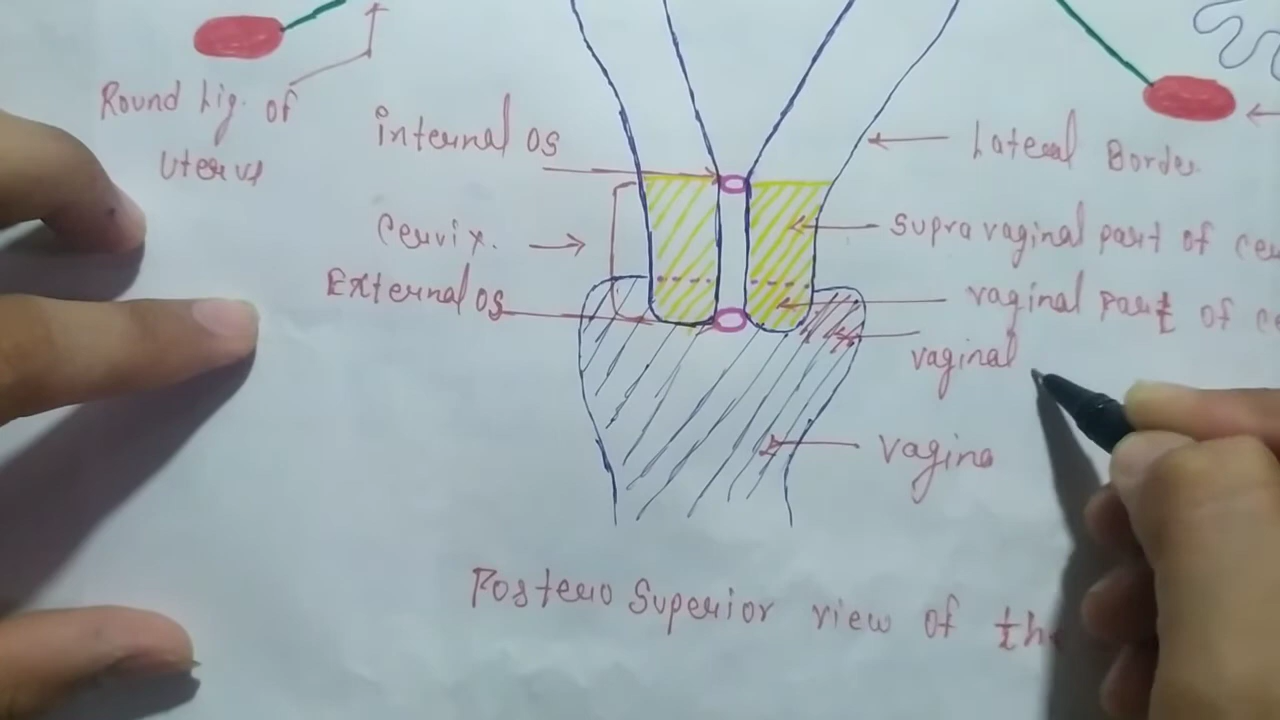 Round Lig. of
Uterus
internal os
Cervix.
External os
Lateral Border
Supra vaginal part of
vaginal part of
vaginal
vagina
Postero Superior view of